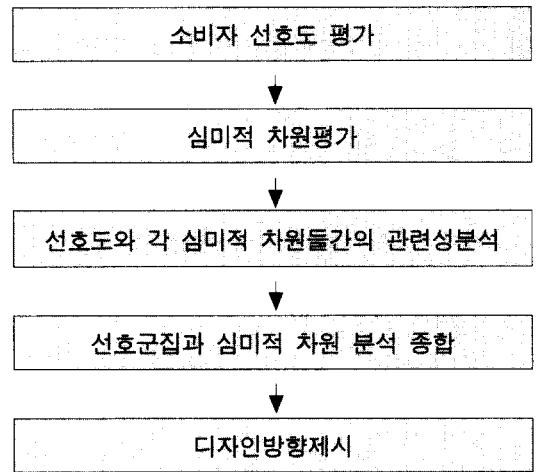 소비자 선호도 평가
심미적 차원평가
선호도와 각 심미적 차원들간의 관련성분석
선호군집과 심미적 차원 분석 종합
디자인방향제시